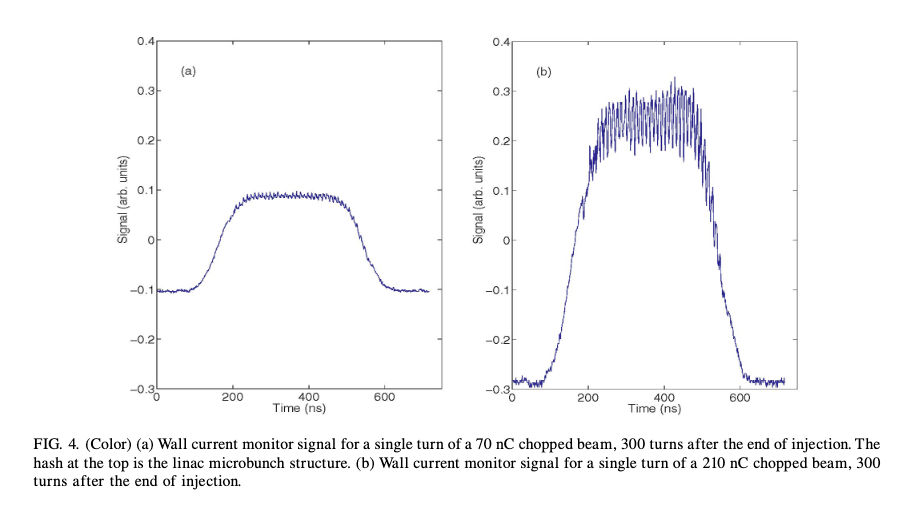 0.4
0.3
0.2
0.1
0
−0.1
−0.2
−0.3
0 200 400 600
Time (ns)
Signal (arb. units)
(a)
0.4
0.3
0.2
0.1
0
−0.1
−0.2
−0.3
0 200 400 600
Time (ns)
Signal (arb. units)
(b)
FIG. 4. (Color) (a) Wall current monitor signal for a single turn of a 70 nC chopped beam, 300 turns after the end of injection. The
hash at the top is the linac microbunch structure. (b) Wall current monitor signal for a single turn of a 210 nC chopped beam, 300
turns after the end of injection.